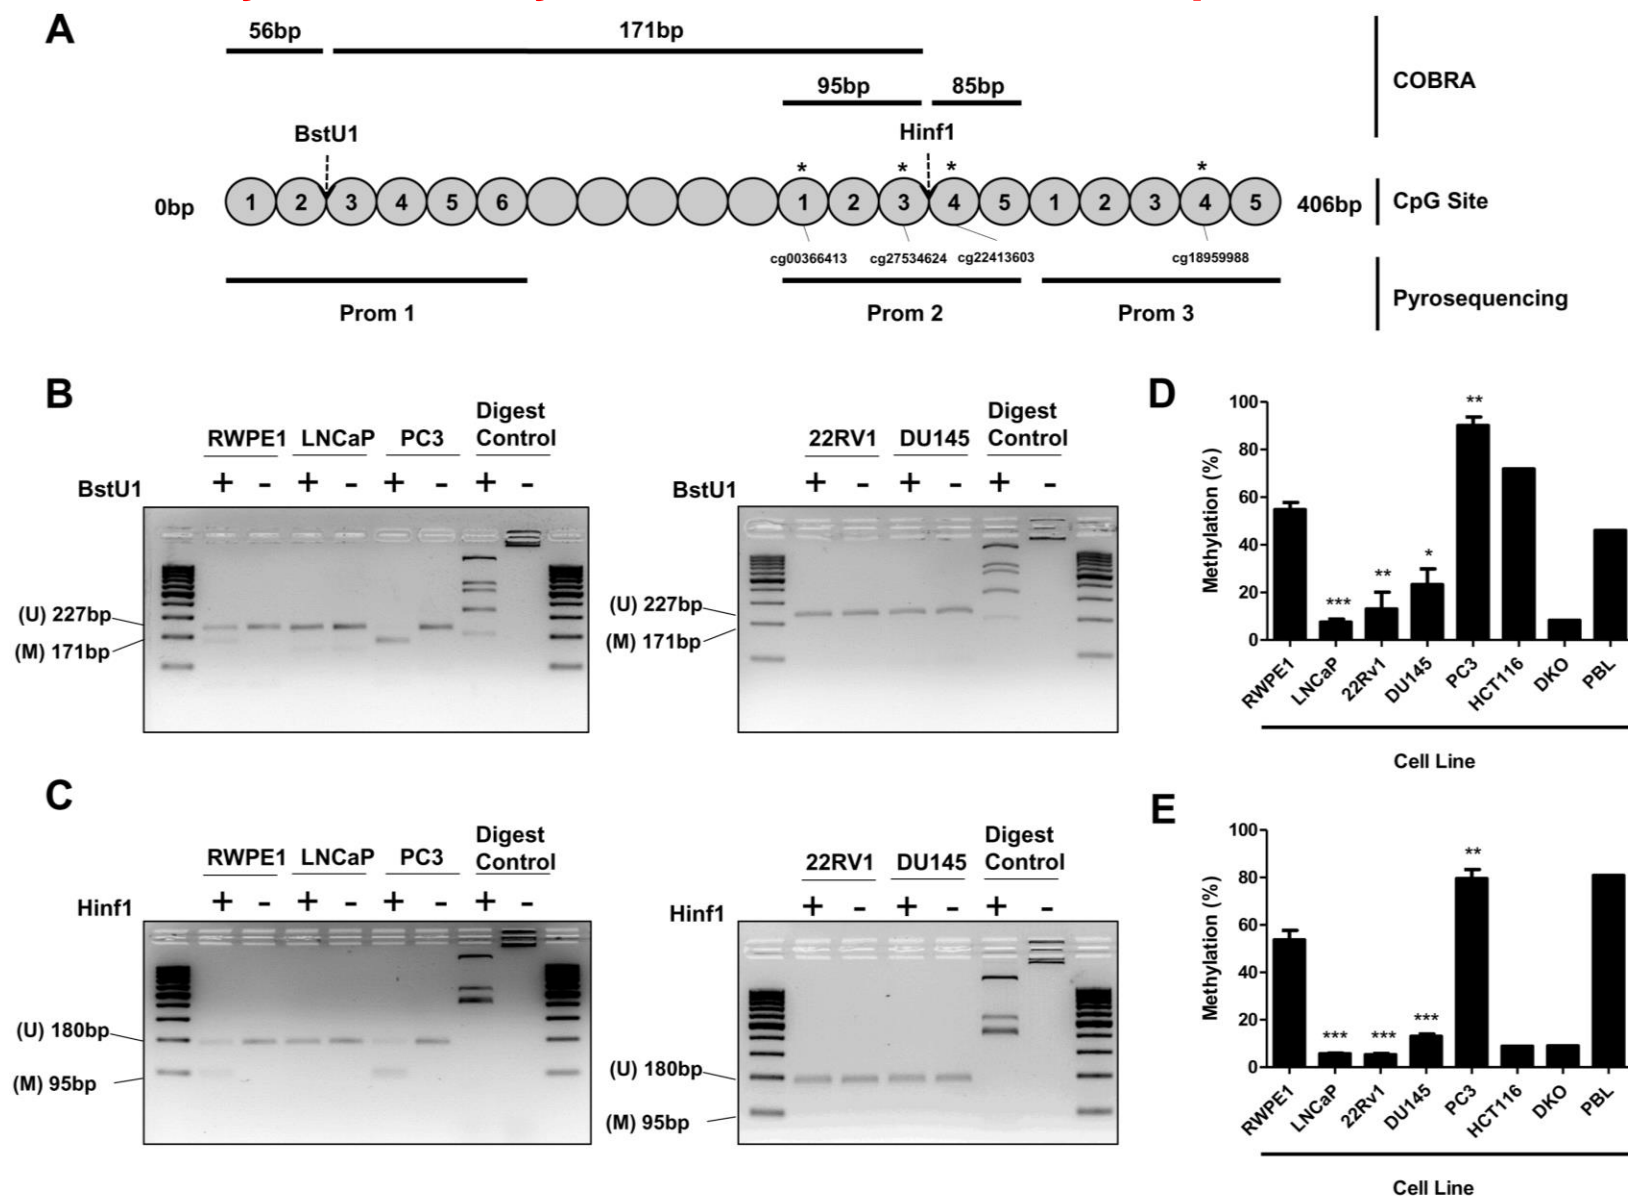 A
56bp 171bp
95bp 85bp
COBRA
BstU1 Hinf1
* * * *
0bp 1 2 3 4 5 6 1 2 3 4 5 1 2 3 4 5 406bp CpG Site
cg00366413 cg27534624 cg22413603 cg18959988
Prom 1 Prom 2 Prom 3 Pyrosequencing
B
RWPE1 LNCaP PC3 Digest Control
BstU1 + - + - + - + -
(U) 227bp
(M) 171bp
22RV1 DU145 Digest Control
BstU1 + - + - + -
(U) 227bp
(M) 171bp
C
RWPE1 LNCaP PC3 Digest Control
Hinf1 + - + - + - + -
(U) 180bp
(M) 95bp
22RV1 DU145 Digest Control
Hinf1 + - + - + -
(U) 180bp
(M) 95bp
D
Methylation (%)
100
80
60
40
20
0
*** ** * **
RWPE1 LNCaP 22Rv1 DU145 PC3 HCT116 DKO PBL
Cell Line
E
Methylation (%)
100
80
60
40
20
0
*** *** *** **
RWPE1 LNCaP 22Rv1 DU145 PC3 HCT116 DKO PBL
Cell Line